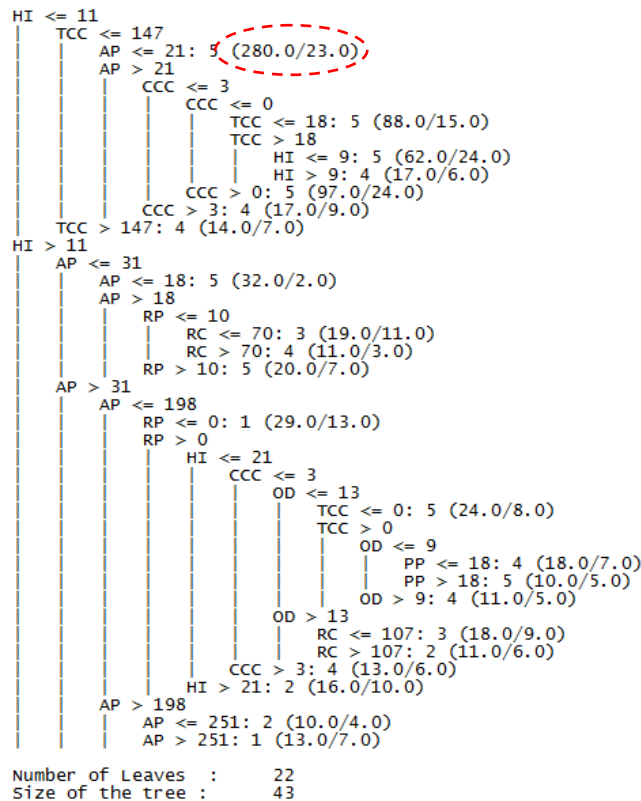 HI <= 11
|   TCC <= 147
|   |   AP <= 21: 5 (280.0/23.0)
|   |   AP > 21
|   |   |   CCC <= 3
|   |   |   |   CCC <= 0
|   |   |   |   |   TCC <= 18: 5 (88.0/15.0)
|   |   |   |   |   TCC > 18
|   |   |   |   |   |   HI <= 9: 5 (62.0/24.0)
|   |   |   |   |   |   HI > 9: 4 (17.0/6.0)
|   |   |   |   CCC > 0: 5 (97.0/24.0)
|   |   |   CCC > 3: 4 (17.0/9.0)
|   TCC > 147: 4 (14.0/7.0)
HI > 11
|   AP <= 31
|   |   AP <= 18: 5 (32.0/2.0)
|   |   AP > 18
|   |   |   RP <= 10
|   |   |   |   RC <= 70: 3 (19.0/11.0)
|   |   |   |   RC > 70: 4 (11.0/3.0)
|   |   |   RP > 10: 5 (20.0/7.0)
|   AP > 31
|   |   AP <= 198
|   |   |   RP <= 0: 1 (29.0/13.0)
|   |   |   RP > 0
|   |   |   |   HI <= 21
|   |   |   |   |   CCC <= 3
|   |   |   |   |   |   OD <= 13
|   |   |   |   |   |   |   TCC <= 0: 5 (24.0/8.0)
|   |   |   |   |   |   |   TCC > 0
|   |   |   |   |   |   |   |   OD <= 9
|   |   |   |   |   |   |   |   |   PP <= 18: 4 (18.0/7.0)
|   |   |   |   |   |   |   |   |   PP > 18: 5 (10.0/5.0)
|   |   |   |   |   |   |   |   OD > 9: 4 (11.0/5.0)
|   |   |   |   |   |   OD > 13
|   |   |   |   |   |   |   RC <= 107: 3 (18.0/9.0)
|   |   |   |   |   |   |   RC > 107: 2 (11.0/6.0)
|   |   |   |   |   CCC > 3: 4 (13.0/6.0)
|   |   |   |   HI > 21: 2 (16.0/10.0)
|   |   AP > 198
|   |   |   AP <= 251: 2 (10.0/4.0)
|   |   |   AP > 251: 1 (13.0/7.0)
Number of Leaves  :     22
Size of the tree :      43